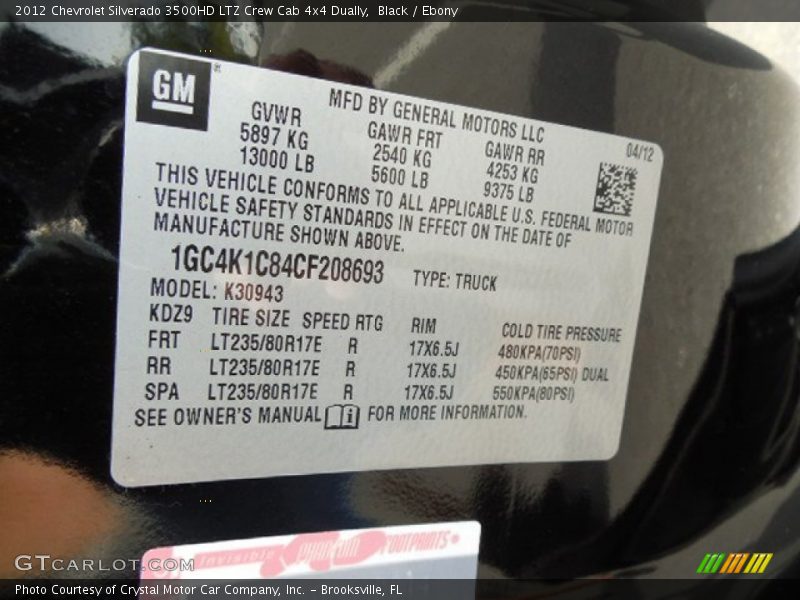 2012 Chevrolet Silverado 3500HD LTZ Crew Cab 4x4 Dually, Black / Ebony
GM®
MFD BY GENERAL MOTORS LLC
GVWR GAWR FRT GAWR RR 04/12
5897 KG 2540 KG 4253 KG
13000 LB 5600 LB 9375 LB
THIS VEHICLE CONFORMS TO ALL APPLICABLE U.S. FEDERAL MOTOR
VEHICLE SAFETY STANDARDS IN EFFECT ON THE DATE OF
MANUFACTURE SHOWN ABOVE.
1GC4K1C84CF208693 TYPE: TRUCK
MODEL: K30943
KDZ9 TIRE SIZE SPEED RTG RIM COLD TIRE PRESSURE
FRT LT235/80R17E R 17X6.5J 480KPA(70PSI)
RR LT235/80R17E R 17X6.5J 450KPA(65PSI) DUAL
SPA LT235/80R17E R 17X6.5J 550KPA(80PSI)
SEE OWNER'S MANUAL i FOR MORE INFORMATION.
Invisible PHANTOM FOOTPRINTS
GTCARLOT.COM
Photo Courtesy of Crystal Motor Car Company, Inc. – Brooksville, FL